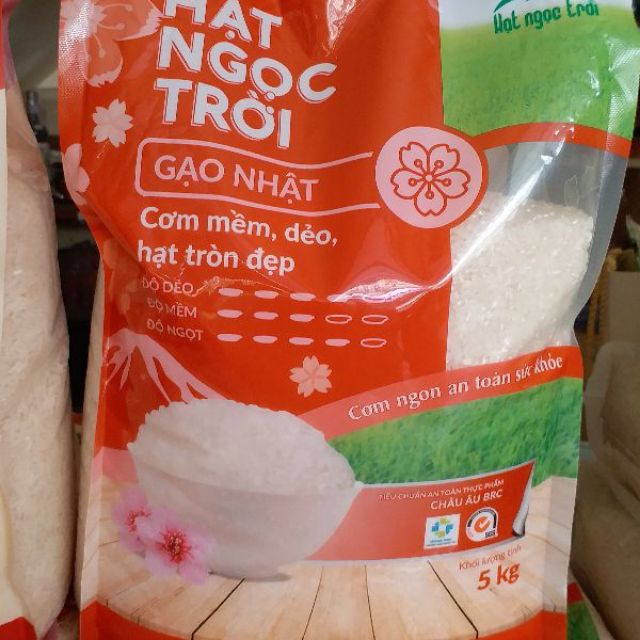 Hạt ngọc trời
HẠT
NGỌC
TRỜI
GẠO NHẬT
Cơm mềm, dẻo,
hạt tròn đẹp
ĐỘ DẺO
ĐỘ MỀM
ĐỘ NGỌT
Cơm ngon an toàn sức khỏe
TIÊU CHUẨN AN TOÀN THỰC PHẨM
CHÂU ÂU BRC
SGS
Khối lượng tịnh
5 kg